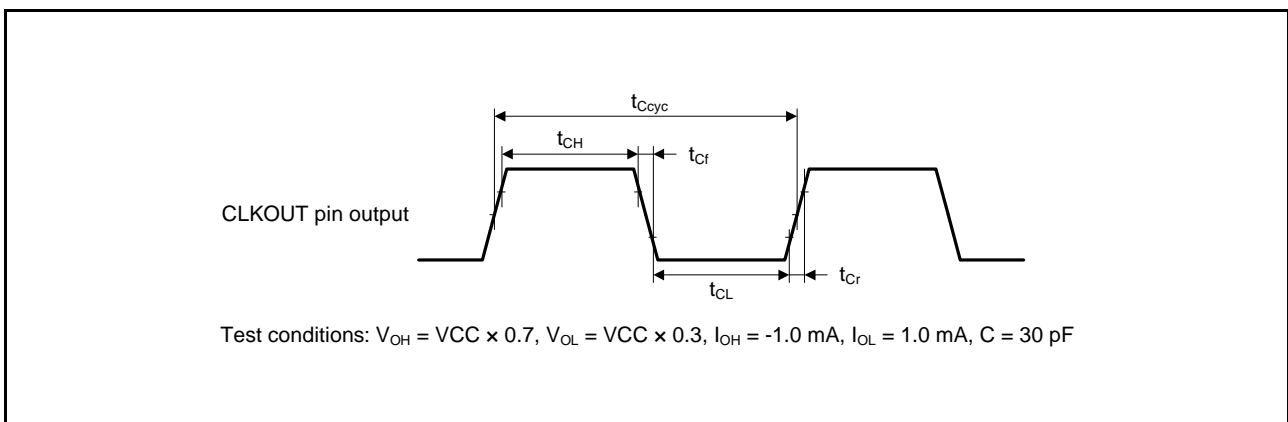 tCcyc
tCH
tCf
CLKOUT pin output
tCL
tCr
Test conditions: VOH = VCC × 0.7, VOL = VCC × 0.3, IOH = -1.0 mA, IOL = 1.0 mA, C = 30 pF